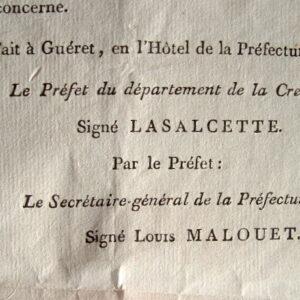 concerne.
Fait à Guéret, en l'Hôtel de la Préfectur
Le Préfet du département de la Cre
Signé LASALCETTE.
Par le Préfet :
Le Secrétaire-général de la Préfectu
Signé Louis MALOUET.